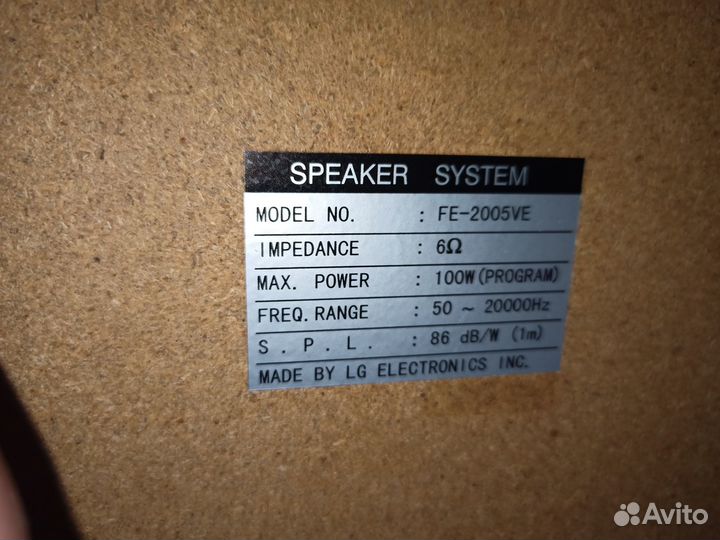 SPEAKER SYSTEM
MODEL NO. : FE-2005VE
IMPEDANCE : 6Ω
MAX. POWER : 100W(PROGRAM)
FREQ.RANGE : 50 ~ 20000Hz
S.P.L. : 86 dB/W (1m)
MADE BY LG ELECTRONICS INC.
Avito